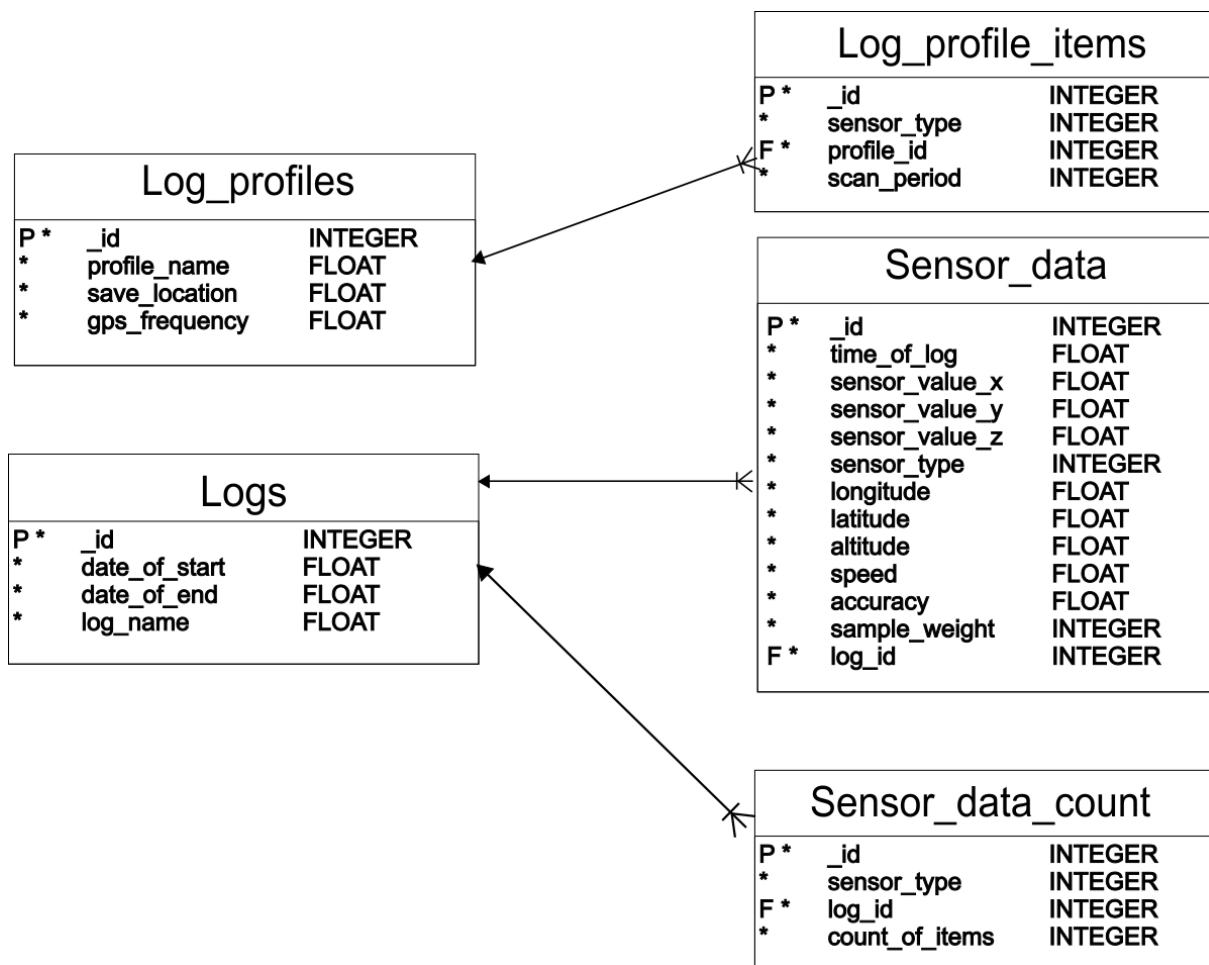 Log_profile_items
P * _id INTEGER
* sensor_type INTEGER
F * profile_id INTEGER
* scan_period INTEGER
Log_profiles
P * _id INTEGER
* profile_name FLOAT
* save_location FLOAT
* gps_frequency FLOAT
Sensor_data
P * _id INTEGER
* time_of_log FLOAT
* sensor_value_x FLOAT
* sensor_value_y FLOAT
* sensor_value_z FLOAT
* sensor_type INTEGER
* longitude FLOAT
* latitude FLOAT
* altitude FLOAT
* speed FLOAT
* accuracy FLOAT
* sample_weight INTEGER
F * log_id INTEGER
Logs
P * _id INTEGER
* date_of_start FLOAT
* date_of_end FLOAT
* log_name FLOAT
Sensor_data_count
P * _id INTEGER
* sensor_type INTEGER
F * log_id INTEGER
* count_of_items INTEGER